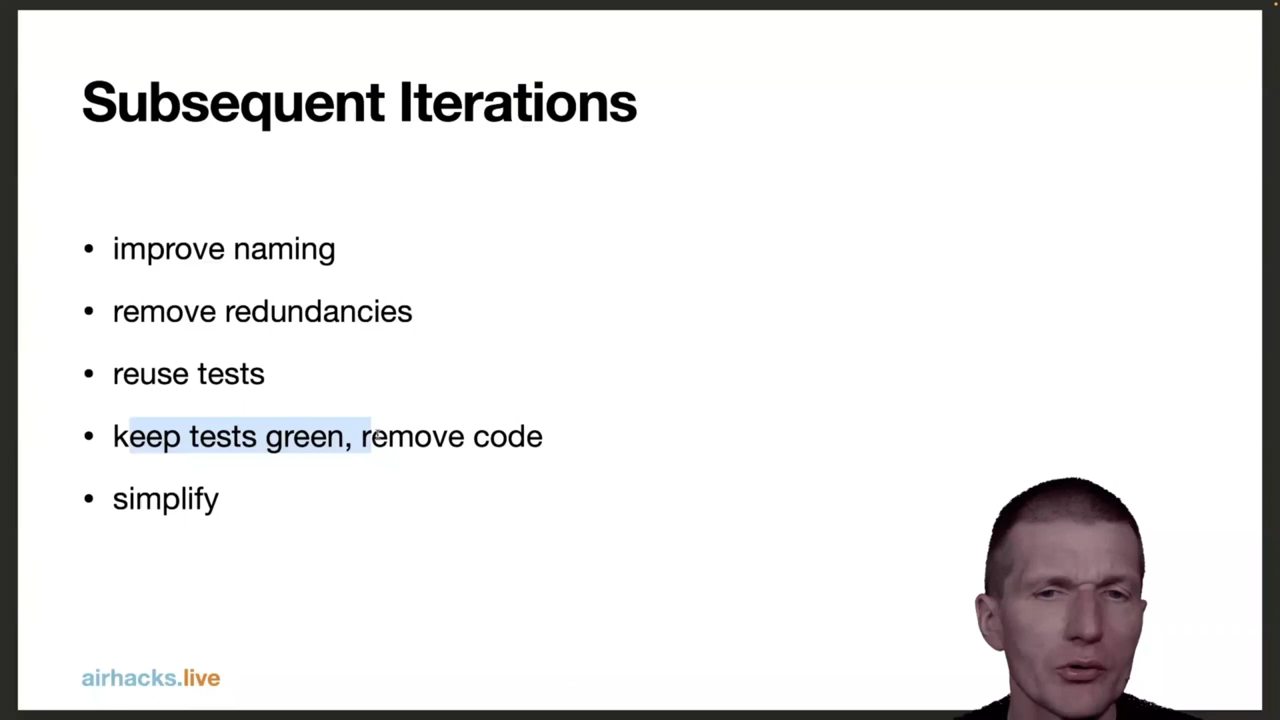 Subsequent Iterations
• improve naming
• remove redundancies
• reuse tests
• keep tests green, remove code
• simplify
airhacks.live